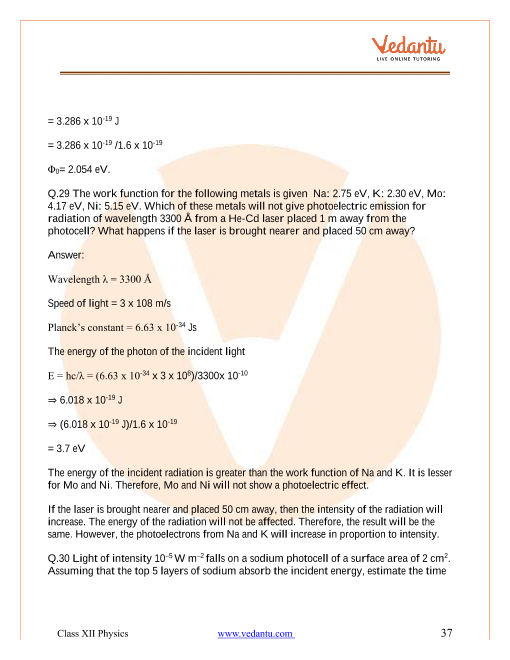 Vedantu
LIVE ONLINE TUTORING
= 3.286 x 10⁻¹⁹ J
= 3.286 x 10⁻¹⁹ /1.6 x 10⁻¹⁹
Φ₀= 2.054 eV.
Q.29 The work function for the following metals is given  Na: 2.75 eV, K: 2.30 eV, Mo:
4.17 eV, Ni: 5.15 eV. Which of these metals will not give photoelectric emission for
radiation of wavelength 3300 Å from a He-Cd laser placed 1 m away from the
photocell? What happens if the laser is brought nearer and placed 50 cm away?
Answer:
Wavelength λ = 3300 Å
Speed of light = 3 x 108 m/s
Planck's constant = 6.63 x 10⁻³⁴ Js
The energy of the photon of the incident light
E = hc/λ = (6.63 x 10⁻³⁴ x 3 x 10⁸)/3300x 10⁻¹⁰
⇒ 6.018 x 10⁻¹⁹ J
⇒ (6.018 x 10⁻¹⁹ J)/1.6 x 10⁻¹⁹
= 3.7 eV
The energy of the incident radiation is greater than the work function of Na and K. It is lesser
for Mo and Ni. Therefore, Mo and Ni will not show a photoelectric effect.
If the laser is brought nearer and placed 50 cm away, then the intensity of the radiation will
increase. The energy of the radiation will not be affected. Therefore, the result will be the
same. However, the photoelectrons from Na and K will increase in proportion to intensity.
Q.30 Light of intensity 10⁻⁵ W m⁻² falls on a sodium photocell of a surface area of 2 cm².
Assuming that the top 5 layers of sodium absorb the incident energy, estimate the time
Class XII Physics www.vedantu.com 37